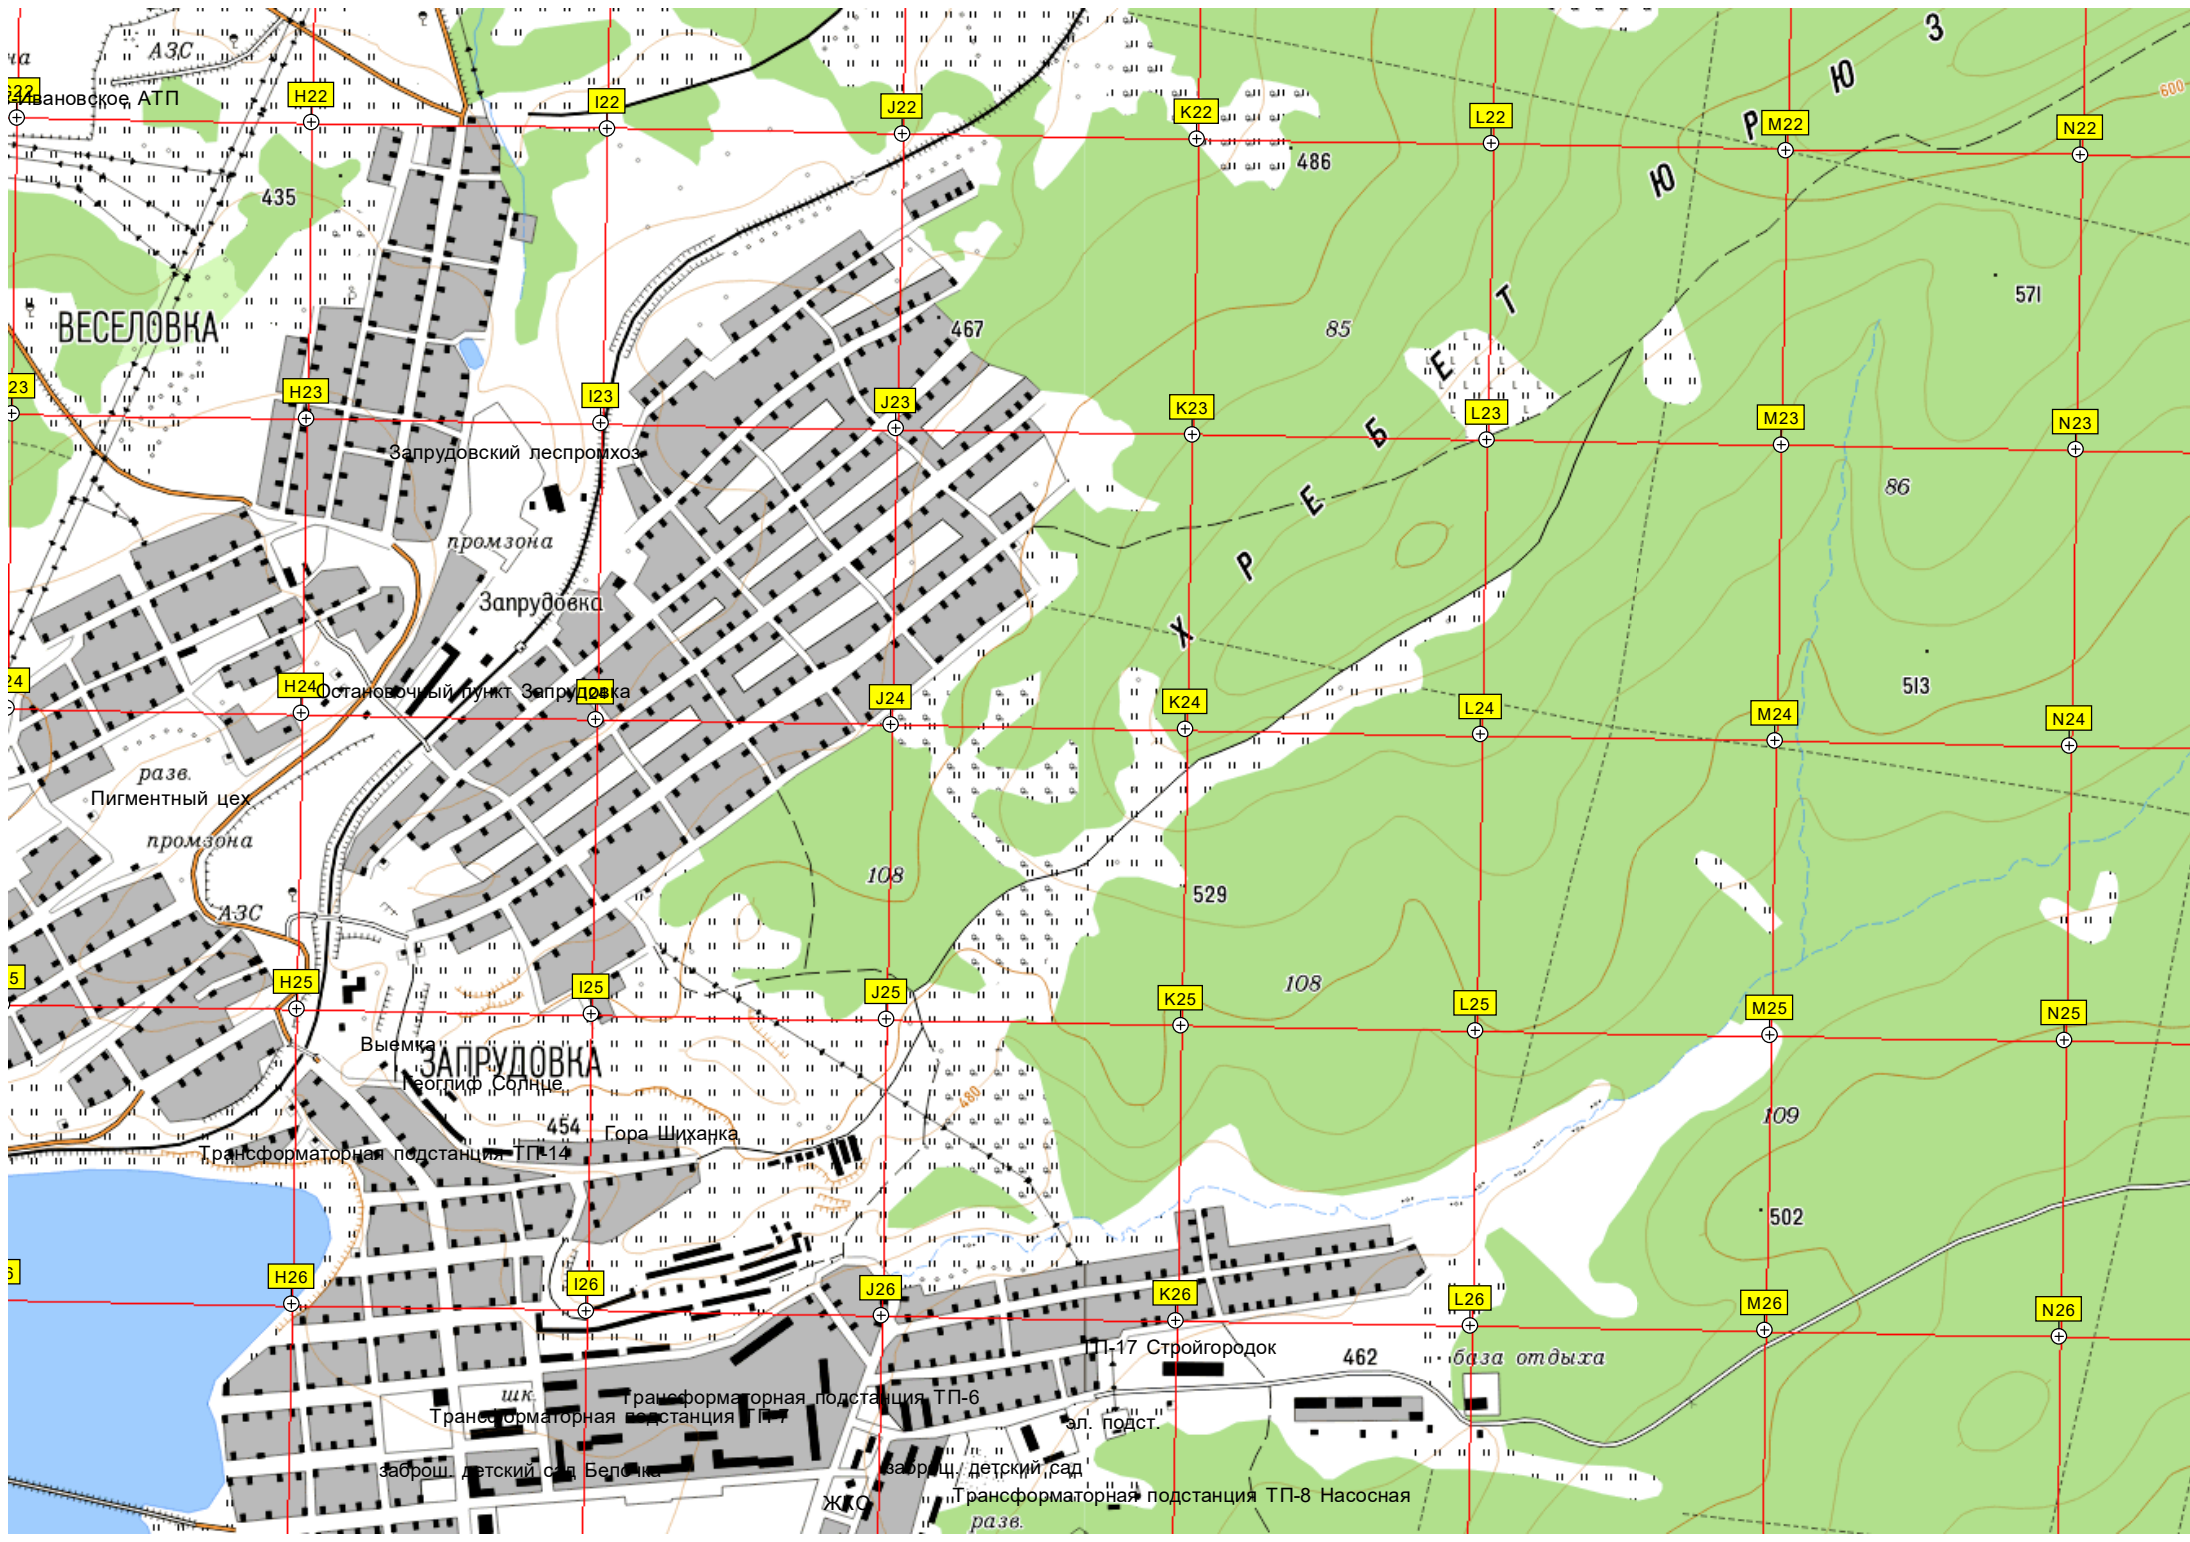 АЗС
З
Ю
600
Ивановское АТП
H22
I22
J22
K22
L22
Р
M22
N22
486
Ю
435
571
Т
ВЕСЕЛОВКА
467
85
Е
23
H23
I23
J23
K23
L23
M23
N23
Б
Запрудовский леспромхоз
86
Е
промзона
Р
Запрудовка
Х
24
H24
Остановочный пункт Запрудовка
J24
K24
L24
M24
N24
513
разв.
Пигментный цех
промзона
108
529
АЗС
5
H25
I25
J25
K25
L25
M25
N25
108
Выемка
ЗАПРУДОВКА
Геоглиф Солнце
480
109
454
Гора Шиханка
Трансформаторная подстанция ТП-14
502
6
H26
I26
J26
K26
L26
M26
N26
ТП-17 Стройгородок
462
база отдыха
шк.
Трансформаторная подстанция ТП-6
Трансформаторная подстанция ТП-7
эл. подст.
заброш. детский сад Белочка
заброш. детский сад
ЖКО
Трансформаторная подстанция ТП-8 Насосная
разв.